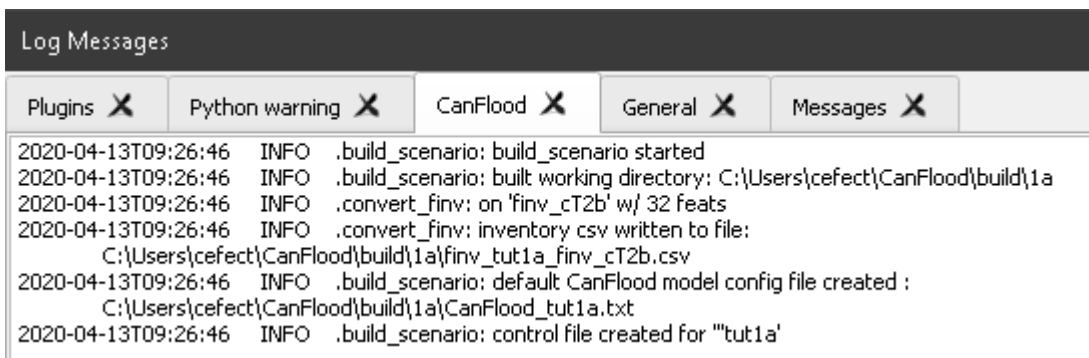 Log Messages
Plugins Python warning CanFlood General Messages
2020-04-13T09:26:46 INFO .build_scenario: build_scenario started
2020-04-13T09:26:46 INFO .build_scenario: built working directory: C:\Users\cefect\CanFlood\build\1a
2020-04-13T09:26:46 INFO .convert_finv: on 'finv_cT2b' w/ 32 feats
2020-04-13T09:26:46 INFO .convert_finv: inventory csv written to file:
C:\Users\cefect\CanFlood\build\1a\finv_tut1a_finv_cT2b.csv
2020-04-13T09:26:46 INFO .build_scenario: default CanFlood model config file created :
C:\Users\cefect\CanFlood\build\1a\CanFlood_tut1a.txt
2020-04-13T09:26:46 INFO .build_scenario: control file created for "'tut1a'